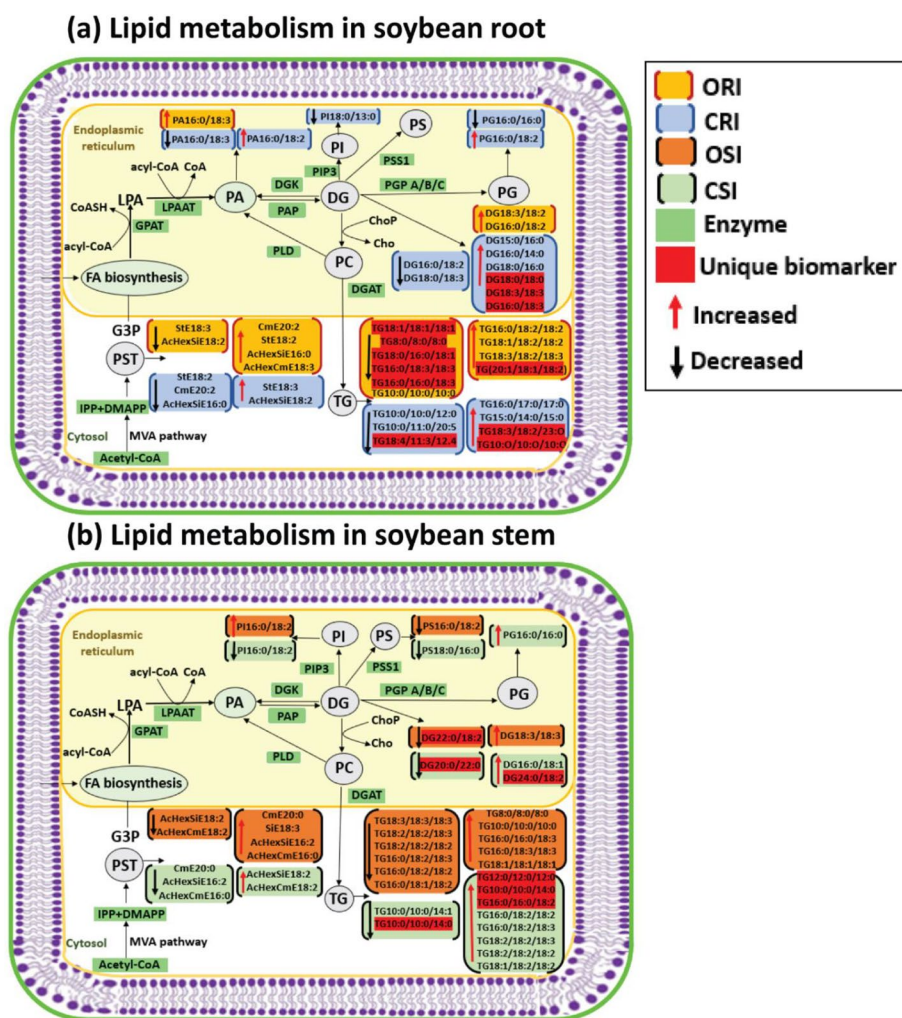 (a) Lipid metabolism in soybean root
Endoplasmic
reticulum
PA16:0/18:3
PA16:0/18:3
PA16:0/18:2
PI18:0/13:0
PI
PS
PG16:0/16:0
PG16:0/18:2
acyl-CoA
CoA
CoASH
LPA
LPAAT
GPAT
acyl-CoA
PA
DGK
PAP
PIP3
DG
PSS1
PGP A/B/C
PG
ChoP
Cho
PLD
PC
DGAT
DG18:3/18:2
DG16:0/18:2
DG16:0/18:2
DG18:0/18:3
DG15:0/16:0
DG16:0/14:0
DG18:0/16:0
DG18:0/18:0
DG18:3/18:3
DG16:0/18:3
FA biosynthesis
G3P
PST
IPP+DMAPP
Cytosol
MVA pathway
Acetyl-CoA
StE18:3
AcHexSiE18:2
CmE20:2
StE18:2
AcHexSiE16:0
AcHexCmE18:3
StE18:2
CmE20:2
AcHexSiE16:0
StE18:3
AcHexSiE18:2
TG
TG18:1/18:1/18:1
TG8:0/8:0/8:0
TG18:0/16:0/18:1
TG16:0/18:3/18:3
TG16:0/16:0/18:3
TG10:0/10:0/10:0
TG16:0/18:2/18:2
TG18:1/18:2/18:2
TG18:3/18:2/18:3
TG(20:1/18:1/18:2)
TG10:0/10:0/12:0
TG10:0/11:0/20:5
TG18:4/11:3/12.4
TG16:0/17:0/17:0
TG15:0/14:0/15:0
TG18:3/18:2/23:O
TG10:O/10:O/10:O
ORI
CRI
OSI
CSI
Enzyme
Unique biomarker
Increased
Decreased
(b) Lipid metabolism in soybean stem
Endoplasmic
reticulum
PI16:0/18:2
PI16:0/18:2
PI
PS
PS16:0/18:2
PS18:0/16:0
PG16:0/16:0
acyl-CoA
CoA
CoASH
LPA
LPAAT
GPAT
acyl-CoA
PA
DGK
PAP
PIP3
DG
PSS1
PGP A/B/C
PG
ChoP
Cho
PLD
PC
DGAT
DG22:0/18:2
DG18:3/18:3
DG20:0/22:0
DG16:0/18:1
DG24:0/18:2
FA biosynthesis
G3P
PST
IPP+DMAPP
Cytosol
MVA pathway
Acetyl-CoA
AcHexSiE18:2
AcHexCmE18:2
CmE20:0
SiE18:3
AcHexSiE16:2
AcHexCmE16:0
CmE20:0
AcHexSiE16:2
AcHexCmE16:0
AcHexSiE18:2
AcHexCmE18:2
TG
TG18:3/18:3/18:3
TG18:2/18:2/18:3
TG18:2/18:2/18:2
TG16:0/18:2/18:3
TG16:0/18:2/18:2
TG16:0/18:1/18:2
TG8:0/8:0/8:0
TG10:0/10:0/10:0
TG16:0/16:0/18:3
TG16:0/18:3/18:3
TG18:1/18:1/18:1
TG10:0/10:0/14:1
TG10:0/10:0/14:0
TG12:0/12:0/12:0
TG10:0/10:0/14:0
TG16:0/16:0/18:2
TG16:0/18:2/18:2
TG16:0/18:2/18:3
TG18:2/18:2/18:3
TG18:2/18:2/18:2
TG18:1/18:2/18:2